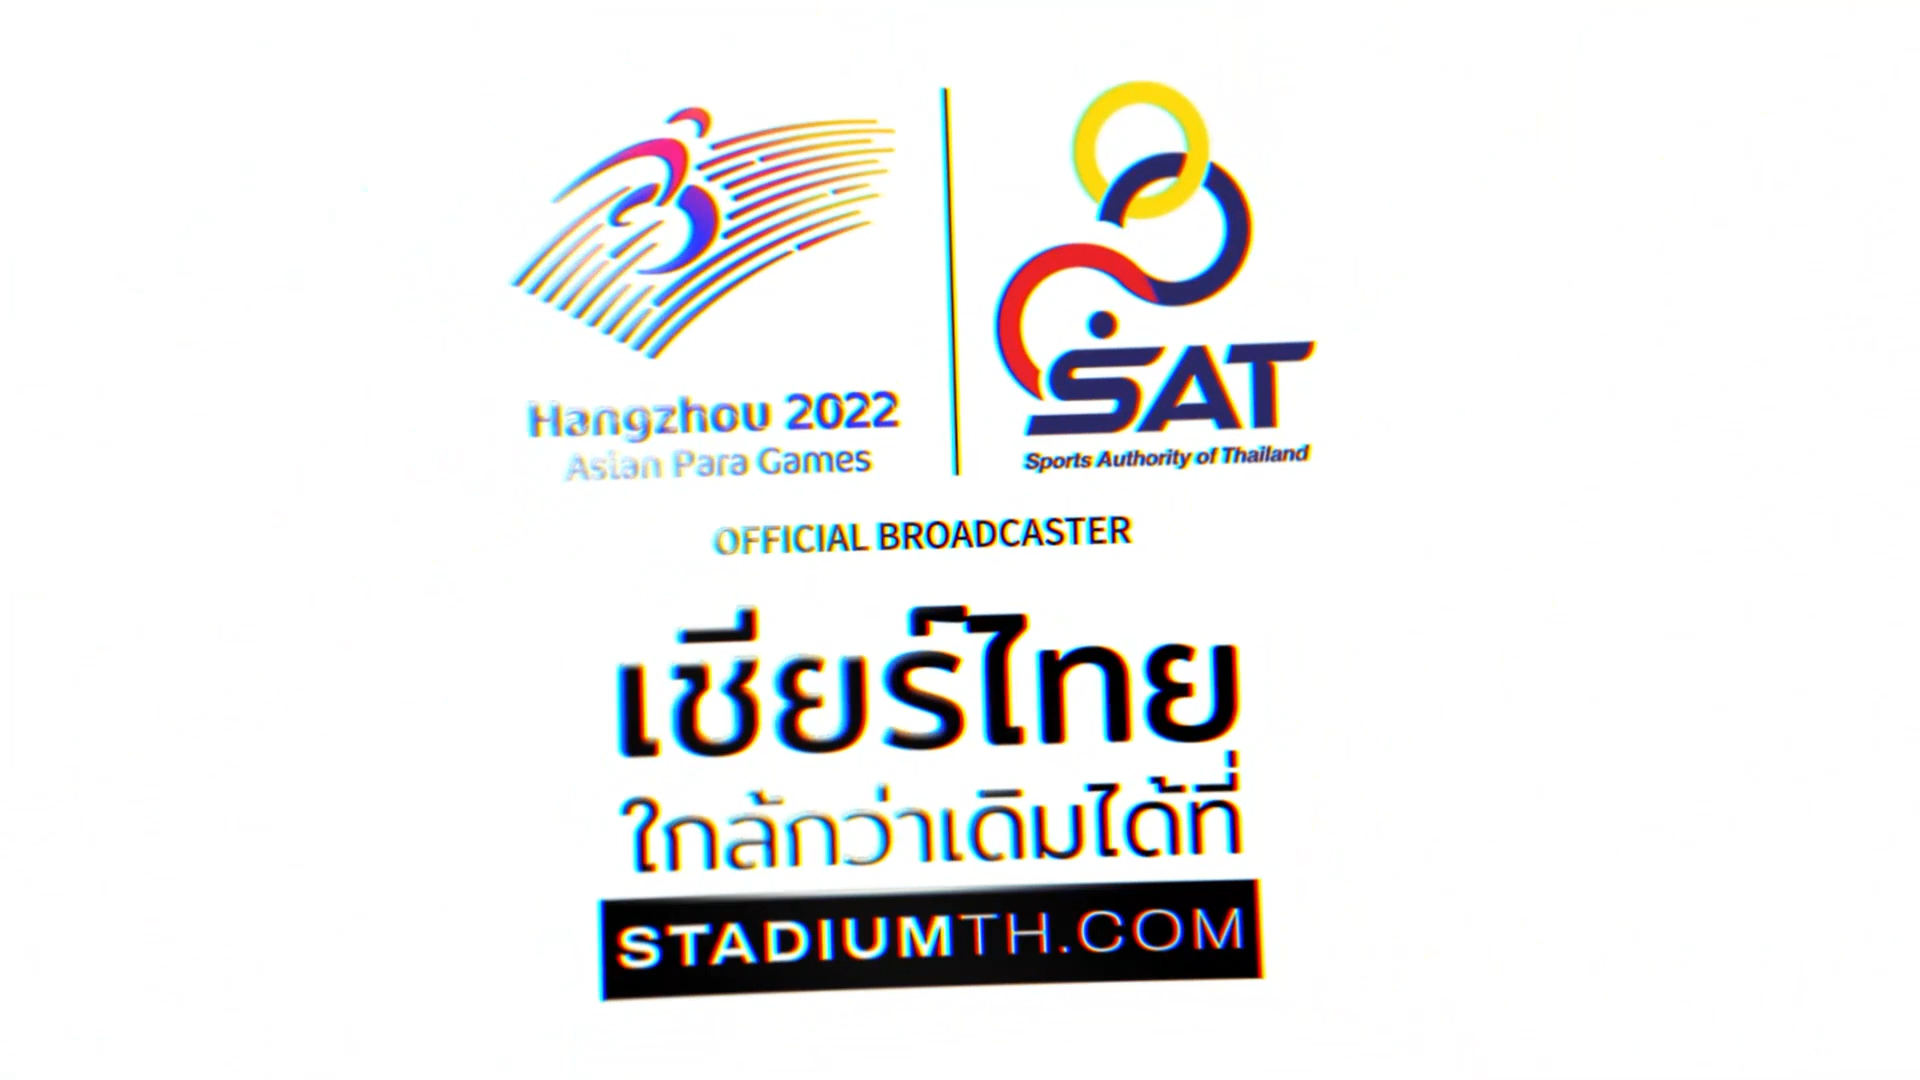 Hangzhou 2022
Asian Para Games
SAT
Sports Authority of Thailand
OFFICIAL BROADCASTER
เชียร์ไทย
ใกล้กว่าเดิมได้ที่
STADIUMTH.COM